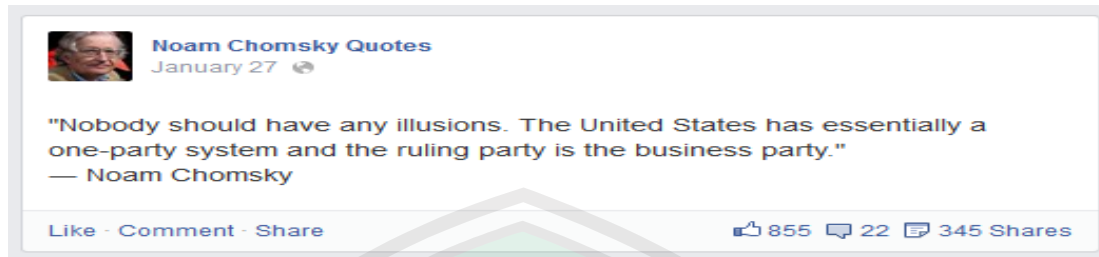 Noam Chomsky Quotes
January 27
"Nobody should have any illusions. The United States has essentially a
one-party system and the ruling party is the business party."
— Noam Chomsky
Like · Comment · Share 855 22 345 Shares